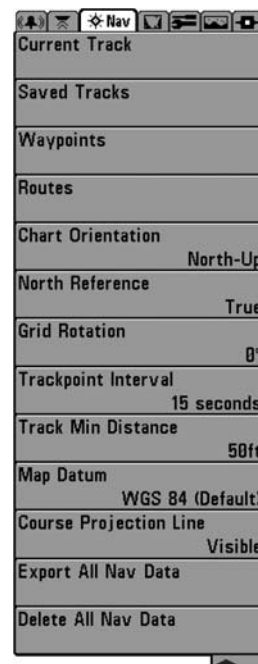 Nav
Current Track
Saved Tracks
Waypoints
Routes
Chart Orientation
North-Up
North Reference
True
Grid Rotation
0°
Trackpoint Interval
15 seconds
Track Min Distance
50ft
Map Datum
WGS 84 (Default)
Course Projection Line
Visible
Export All Nav Data
Delete All Nav Data